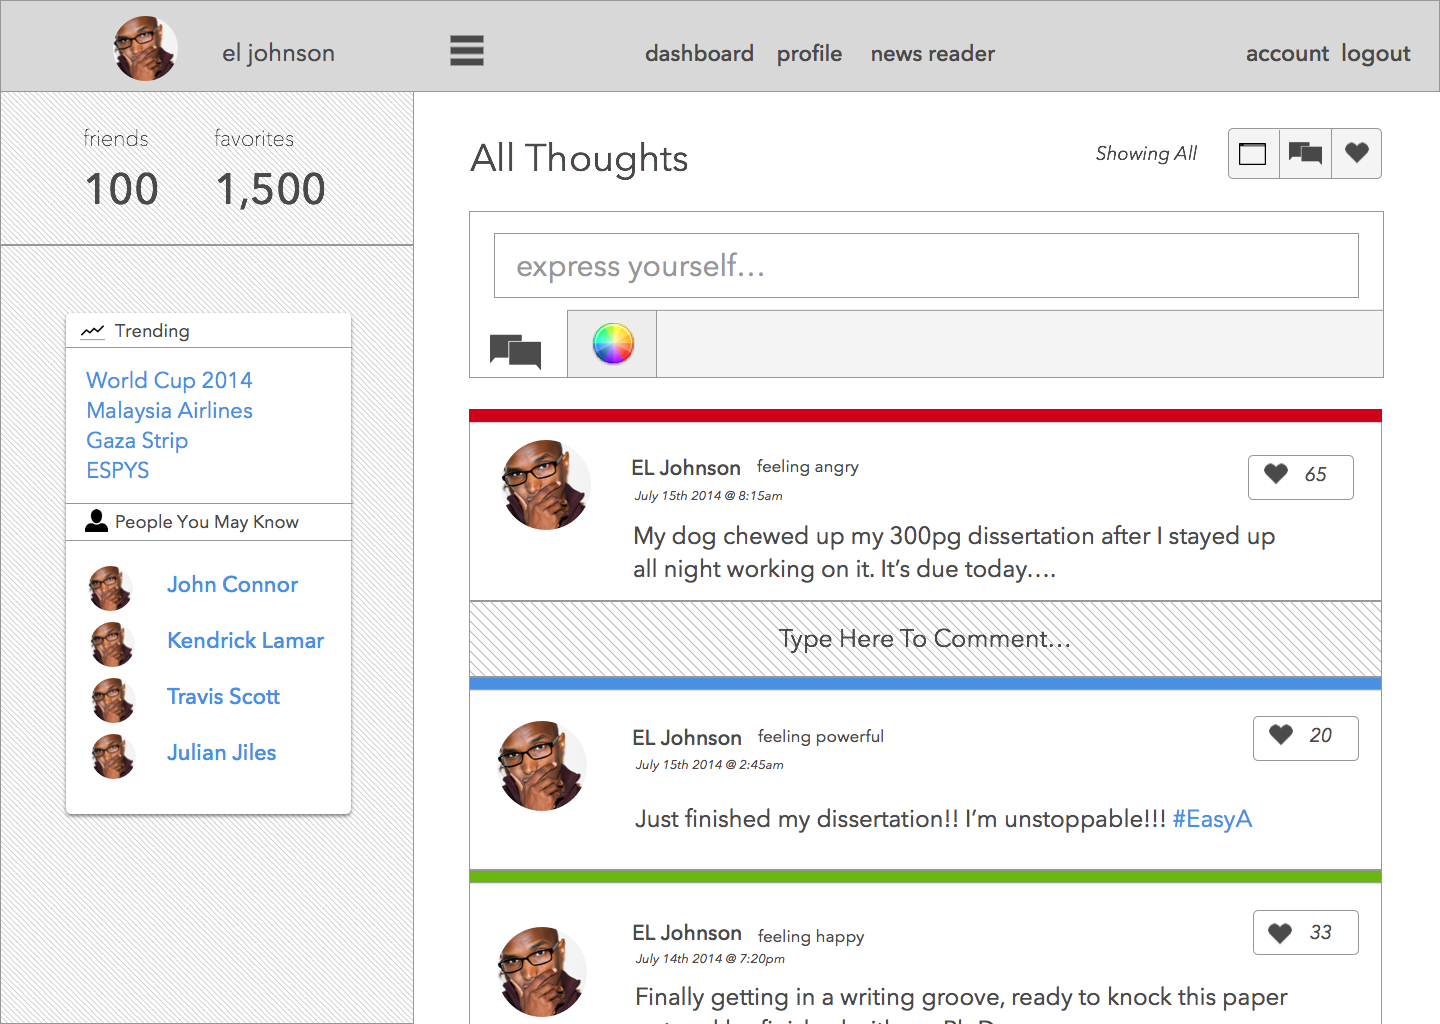 el johnson
dashboard profile news reader
account logout
friends favorites
100 1,500
Trending
World Cup 2014
Malaysia Airlines
Gaza Strip
ESPYS
People You May Know
John Connor
Kendrick Lamar
Travis Scott
Julian Jiles
All Thoughts
Showing All
express yourself...
EL Johnson feeling angry
65
July 15th 2014 @ 8:15am
My dog chewed up my 300pg dissertation after I stayed up
all night working on it. It’s due today....
Type Here To Comment...
EL Johnson feeling powerful
20
July 15th 2014 @ 2:45am
Just finished my dissertation!! I’m unstoppable!!! #EasyA
EL Johnson feeling happy
33
July 14th 2014 @ 7:20pm
Finally getting in a writing groove, ready to knock this paper